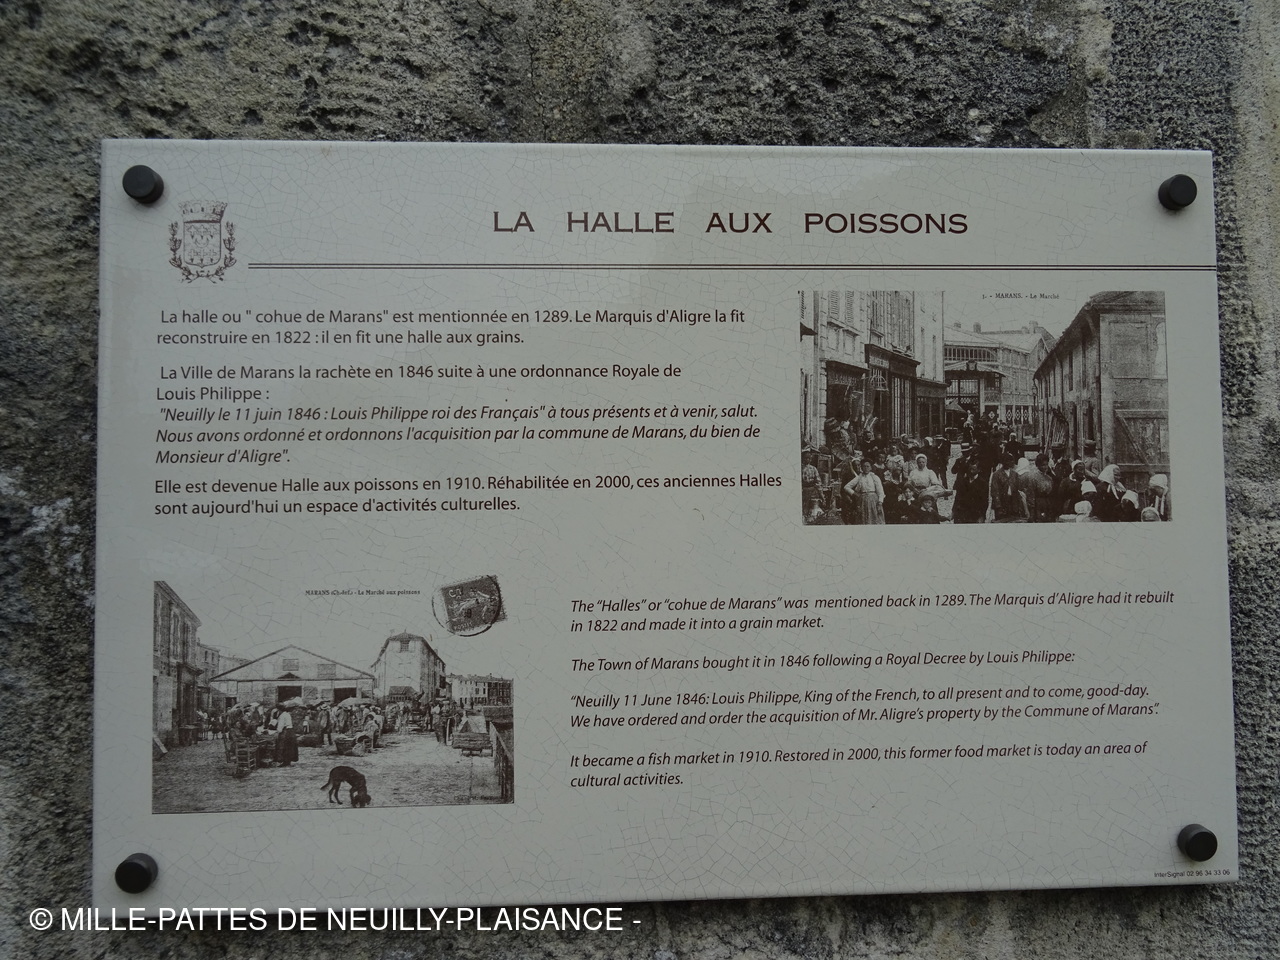 LA HALLE AUX POISSONS
La halle ou " cohue de Marans" est mentionnée en 1289. Le Marquis d'Aligre la fit
reconstruire en 1822 : il en fit une halle aux grains.
La Ville de Marans la rachète en 1846 suite à une ordonnance Royale de
Louis Philippe :
"Neuilly le 11 juin 1846 : Louis Philippe roi des Français" à tous présents et à venir, salut.
Nous avons ordonné et ordonnons l'acquisition par la commune de Marans, du bien de
Monsieur d'Aligre".
Elle est devenue Halle aux poissons en 1910. Réhabilitée en 2000, ces anciennes Halles
sont aujourd'hui un espace d'activités culturelles.
3. - MARANS. - Le Marché
MARANS (Ch.-Inf.) - Le Marché aux poissons
The “Halles” or “cohue de Marans” was mentioned back in 1289. The Marquis d’Aligre had it rebuilt
in 1822 and made it into a grain market.
The Town of Marans bought it in 1846 following a Royal Decree by Louis Philippe:
“Neuilly 11 June 1846: Louis Philippe, King of the French, to all present and to come, good-day.
We have ordered and order the acquisition of Mr. Aligre’s property by the Commune of Marans”.
It became a fish market in 1910. Restored in 2000, this former food market is today an area of
cultural activities.
InterSignal 02 96 34 33 06
© MILLE-PATTES DE NEUILLY-PLAISANCE -